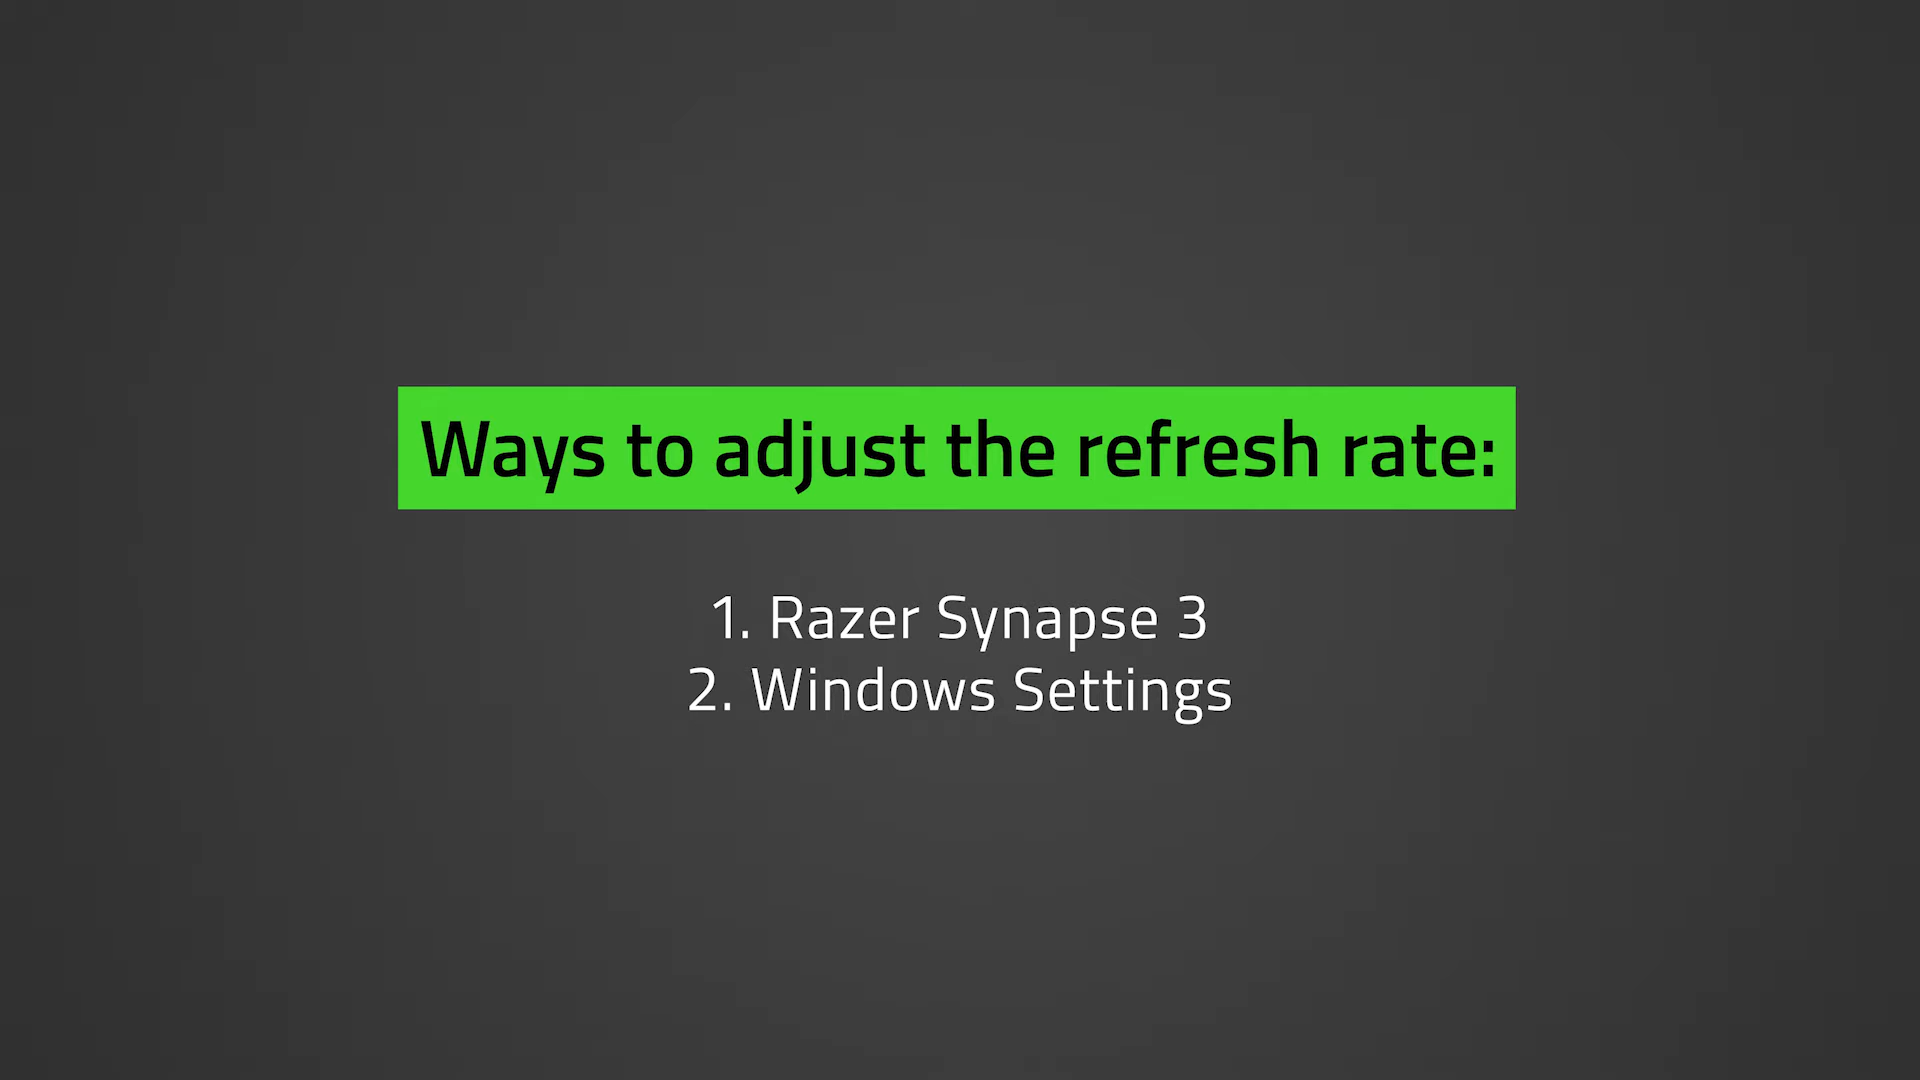 Ways to adjust the refresh rate:
1. Razer Synapse 3
2. Windows Settings